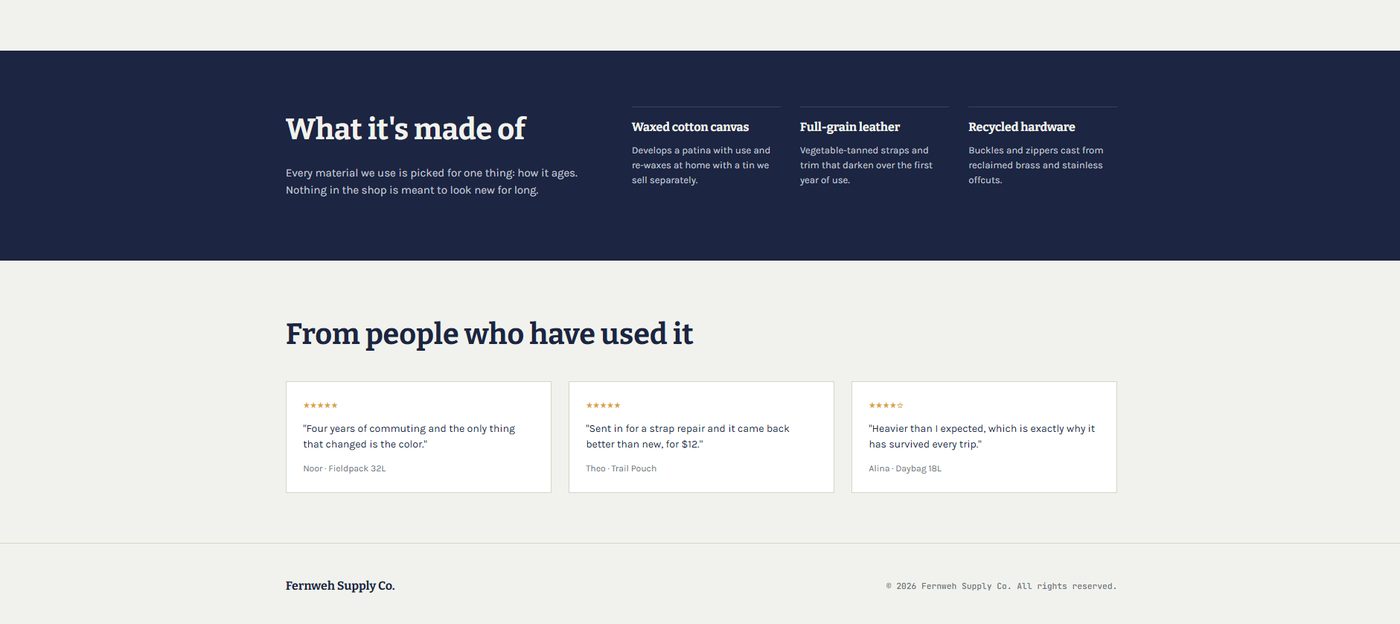 What it's made of
Every material we use is picked for one thing: how it ages.
Nothing in the shop is meant to look new for long.
Waxed cotton canvas
Develops a patina with use and
re-waxes at home with a tin we
sell separately.
Full-grain leather
Vegetable-tanned straps and
trim that darken over the first
year of use.
Recycled hardware
Buckles and zippers cast from
reclaimed brass and stainless
offcuts.
From people who have used it
★★★★★
"Four years of commuting and the only thing
that changed is the color."
Noor · Fieldpack 32L
★★★★★
"Sent in for a strap repair and it came back
better than new, for $12."
Theo · Trail Pouch
★★★★☆
"Heavier than I expected, which is exactly why it
has survived every trip."
Alina · Daybag 18L
Fernweh Supply Co.
© 2026 Fernweh Supply Co. All rights reserved.